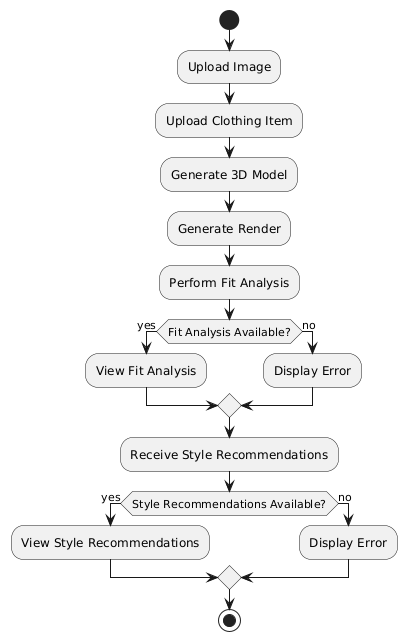 Upload Image
Upload Clothing Item
Generate 3D Model
Generate Render
Perform Fit Analysis
yes
Fit Analysis Available?
no
View Fit Analysis
Display Error
Receive Style Recommendations
yes
Style Recommendations Available?
no
View Style Recommendations
Display Error